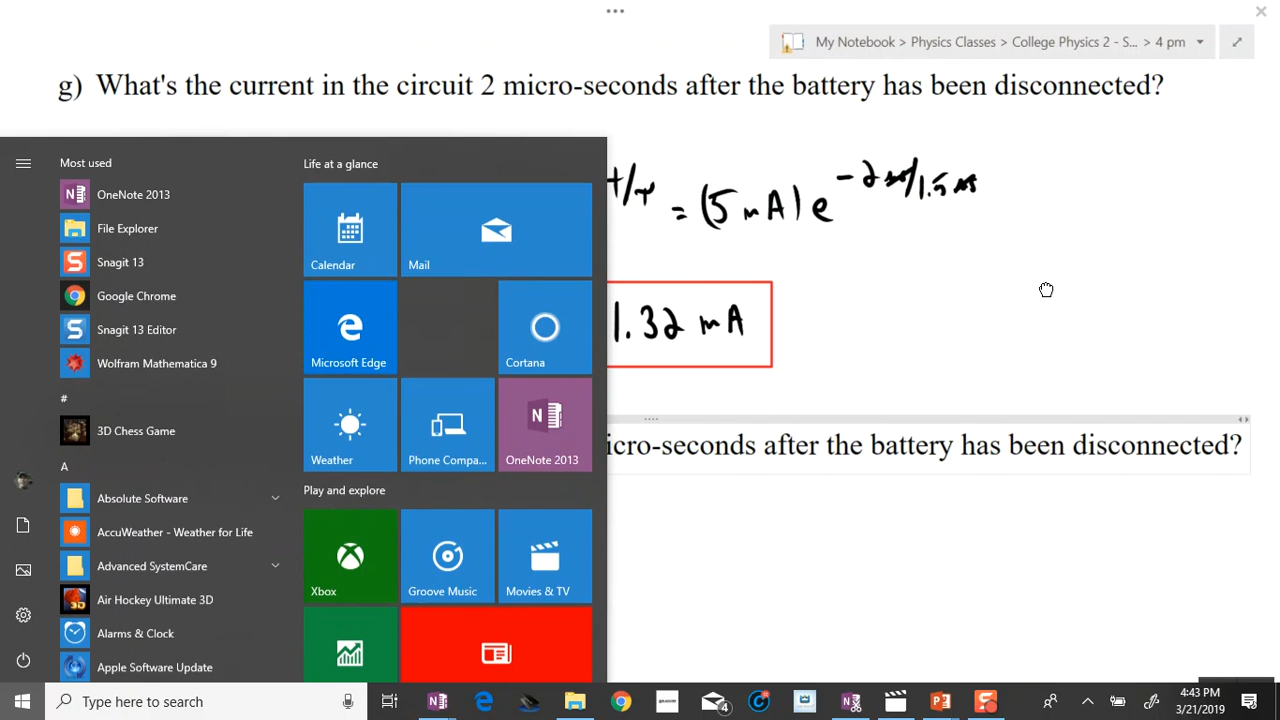 My Notebook > Physics Classes > College Physics 2 - S... > 4 pm
g) What's the current in the circuit 2 micro-seconds after the battery has been disconnected?
= (5 mA) e
1.32 mA
icro-seconds after the battery has been disconnected?
Most used
OneNote 2013
File Explorer
Snagit 13
Google Chrome
Snagit 13 Editor
Wolfram Mathematica 9
#
3D Chess Game
A
Absolute Software
AccuWeather - Weather for Life
Advanced SystemCare
Air Hockey Ultimate 3D
Alarms & Clock
Apple Software Update
Life at a glance
Calendar
Mail
Microsoft Edge
Cortana
Weather
Phone Compa...
OneNote 2013
Play and explore
Xbox
Groove Music
Movies & TV
Type here to search
4
4:43 PM
3/21/2019